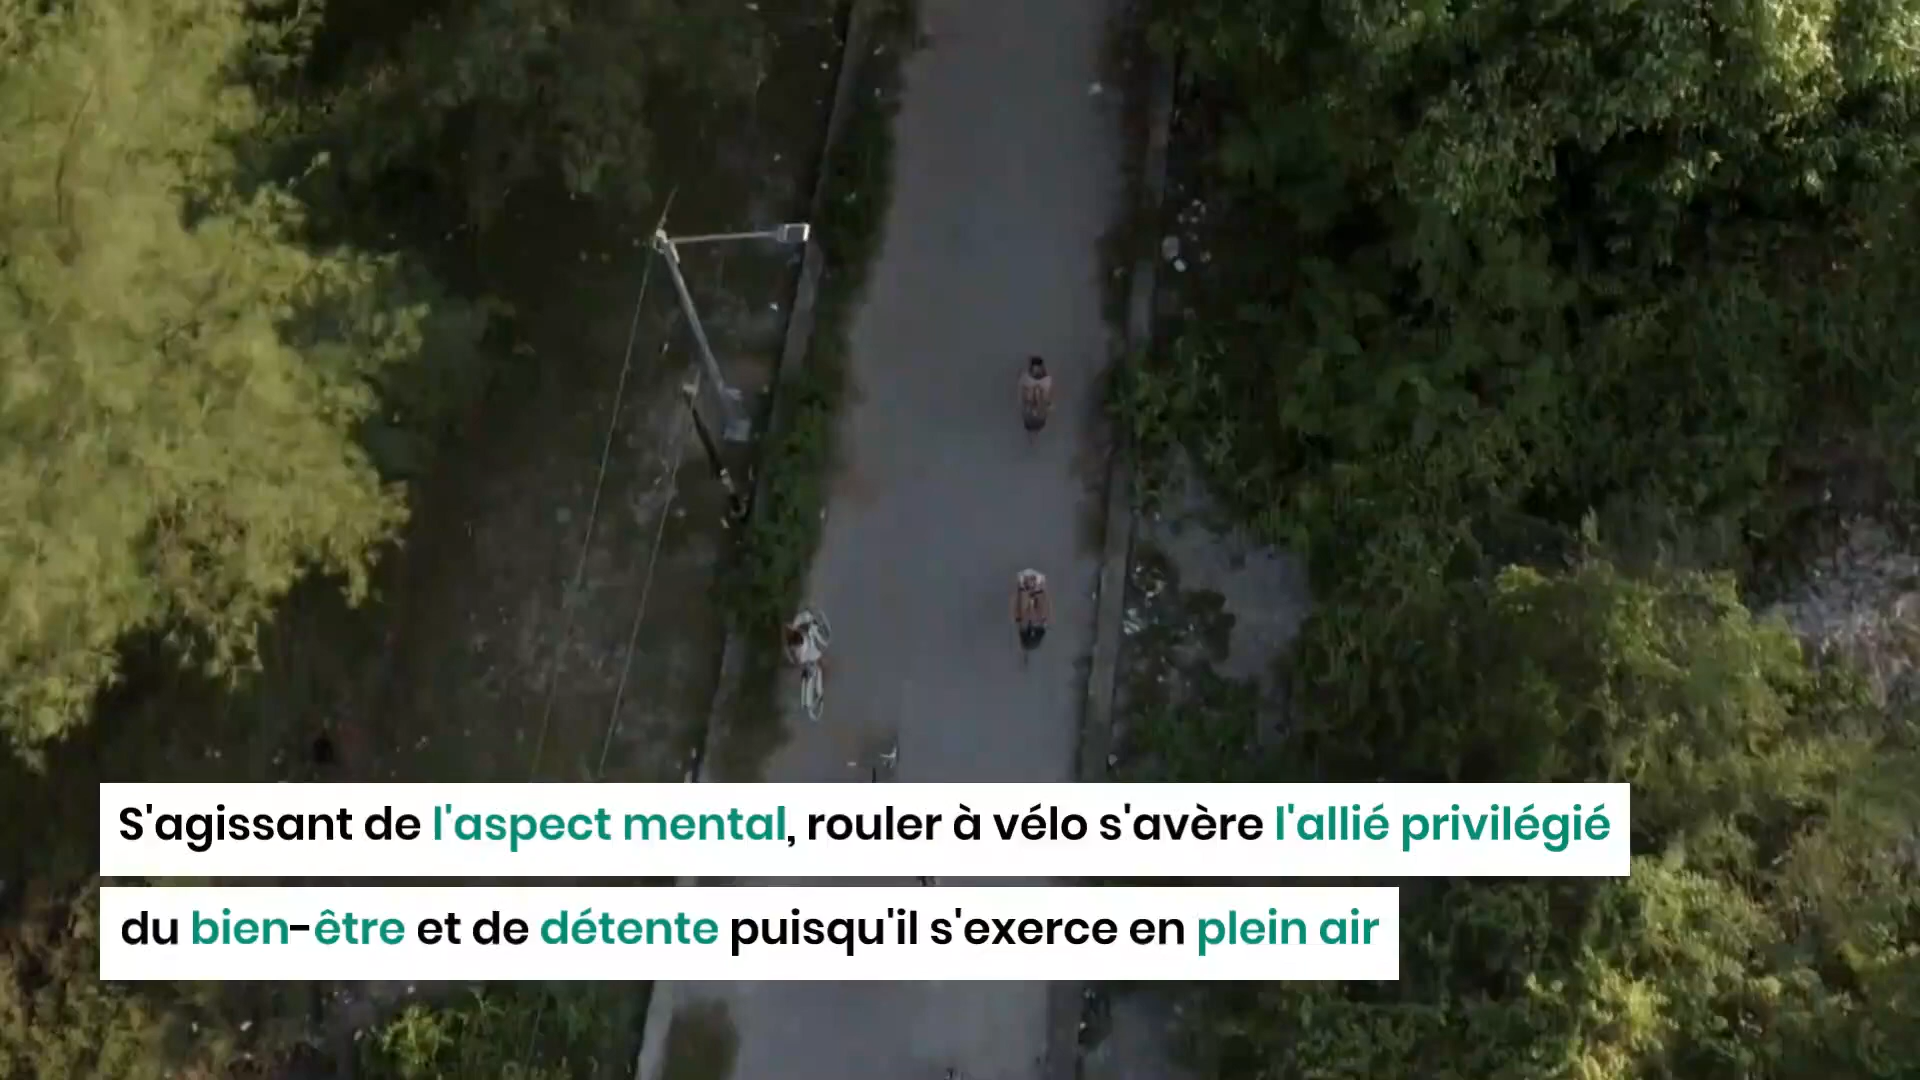 S'agissant de l'aspect mental, rouler à vélo s'avère l'allié privilégié
du bien-être et de détente puisqu'il s'exerce en plein air